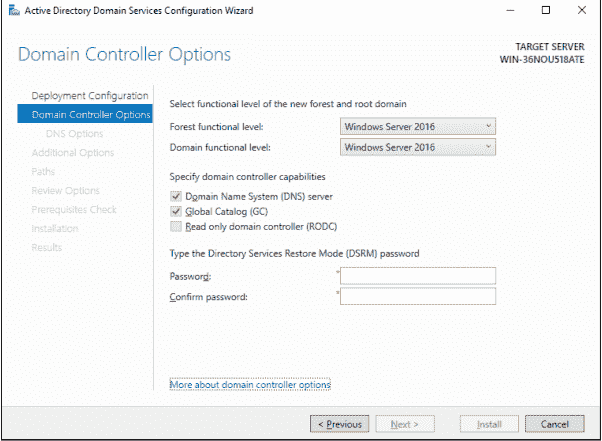 Active Directory Domain Services Configuration Wizard
Domain Controller Options
TARGET SERVER
WIN-36NOU518ATE
Deployment Configuration
Domain Controller Options
DNS Options
Additional Options
Paths
Review Options
Prerequisites Check
Installation
Results
Select functional level of the new forest and root domain
Forest functional level:
Windows Server 2016
Domain functional level:
Windows Server 2016
Specify domain controller capabilities
Domain Name System (DNS) server
Global Catalog (GC)
Read only domain controller (RODC)
Type the Directory Services Restore Mode (DSRM) password
Password:
*
Confirm password:
*
More about domain controller options
< Previous
Next >
Install
Cancel